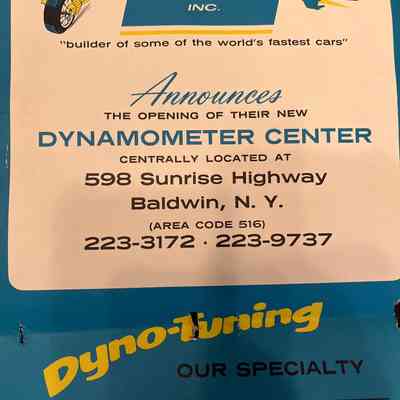 INC.
"builder of some of the world's fastest cars"
Announces
THE OPENING OF THEIR NEW
DYNAMOMETER CENTER
CENTRALLY LOCATED AT
598 Sunrise Highway
Baldwin, N. Y.
(AREA CODE 516)
223-3172 · 223-9737
Dyno-Tuning
OUR SPECIALTY